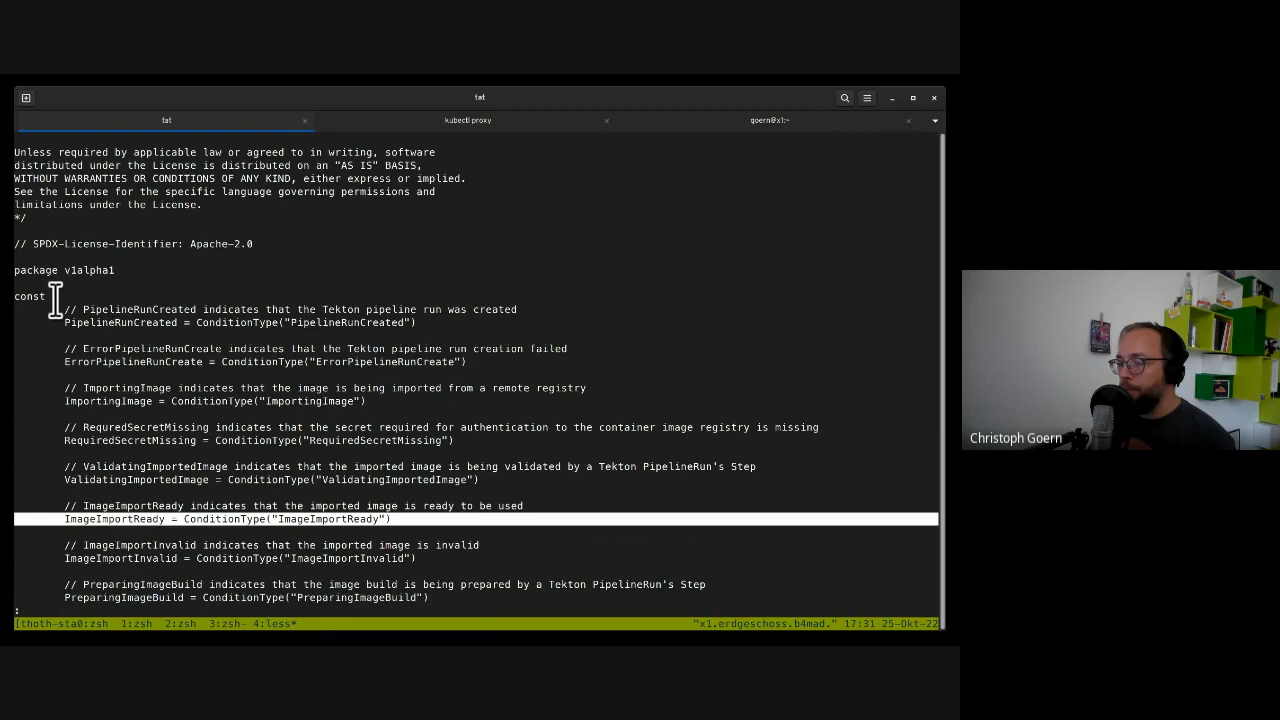 tat
tat
kubectl proxy
goern@x1:~
Unless required by applicable law or agreed to in writing, software
distributed under the License is distributed on an "AS IS" BASIS,
WITHOUT WARRANTIES OR CONDITIONS OF ANY KIND, either express or implied.
See the License for the specific language governing permissions and
limitations under the License.
*/
// SPDX-License-Identifier: Apache-2.0
package v1alpha1
const
// PipelineRunCreated indicates that the Tekton pipeline run was created
PipelineRunCreated = ConditionType("PipelineRunCreated")
// ErrorPipelineRunCreate indicates that the Tekton pipeline run creation failed
ErrorPipelineRunCreate = ConditionType("ErrorPipelineRunCreate")
// ImportingImage indicates that the image is being imported from a remote registry
ImportingImage = ConditionType("ImportingImage")
// RequredSecretMissing indicates that the secret required for authentication to the container image registry is missing
RequiredSecretMissing = ConditionType("RequiredSecretMissing")
// ValidatingImportedImage indicates that the imported image is being validated by a Tekton PipelineRun's Step
ValidatingImportedImage = ConditionType("ValidatingImportedImage")
// ImageImportReady indicates that the imported image is ready to be used
ImageImportReady = ConditionType("ImageImportReady")
// ImageImportInvalid indicates that the imported image is invalid
ImageImportInvalid = ConditionType("ImageImportInvalid")
// PreparingImageBuild indicates that the image build is being prepared by a Tekton PipelineRun's Step
PreparingImageBuild = ConditionType("PreparingImageBuild")
:
[thoth-sta0:zsh 1:zsh 2:zsh 3:zsh- 4:less* "x1.erdgeschoss.b4mad." 17:31 25-Okt-22
Christoph Goern